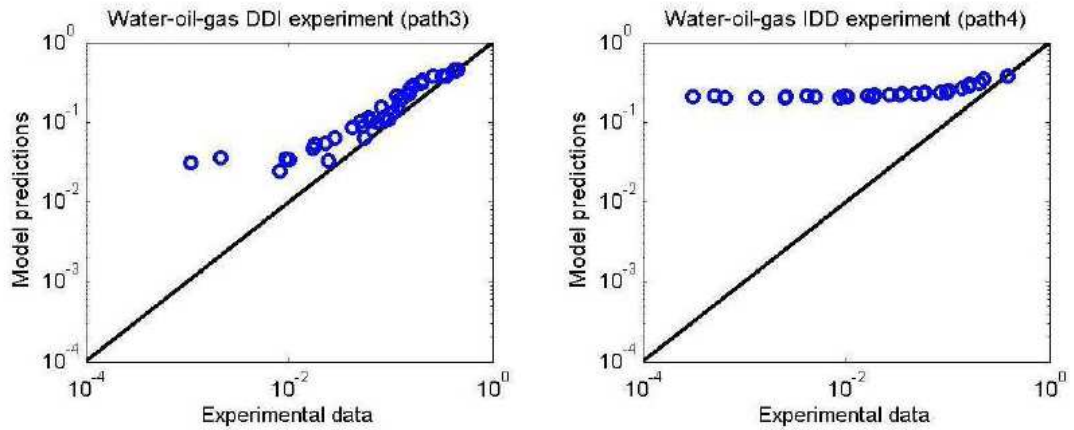 Water-oil-gas DDI experiment (path3)
10^0
10^-1
10^-2
10^-3
10^-4
Model predictions
10^-4
10^-2
10^0
Experimental data
Water-oil-gas IDD experiment (path4)
10^0
10^-1
10^-2
10^-3
10^-4
Model predictions
10^-4
10^-2
10^0
Experimental data